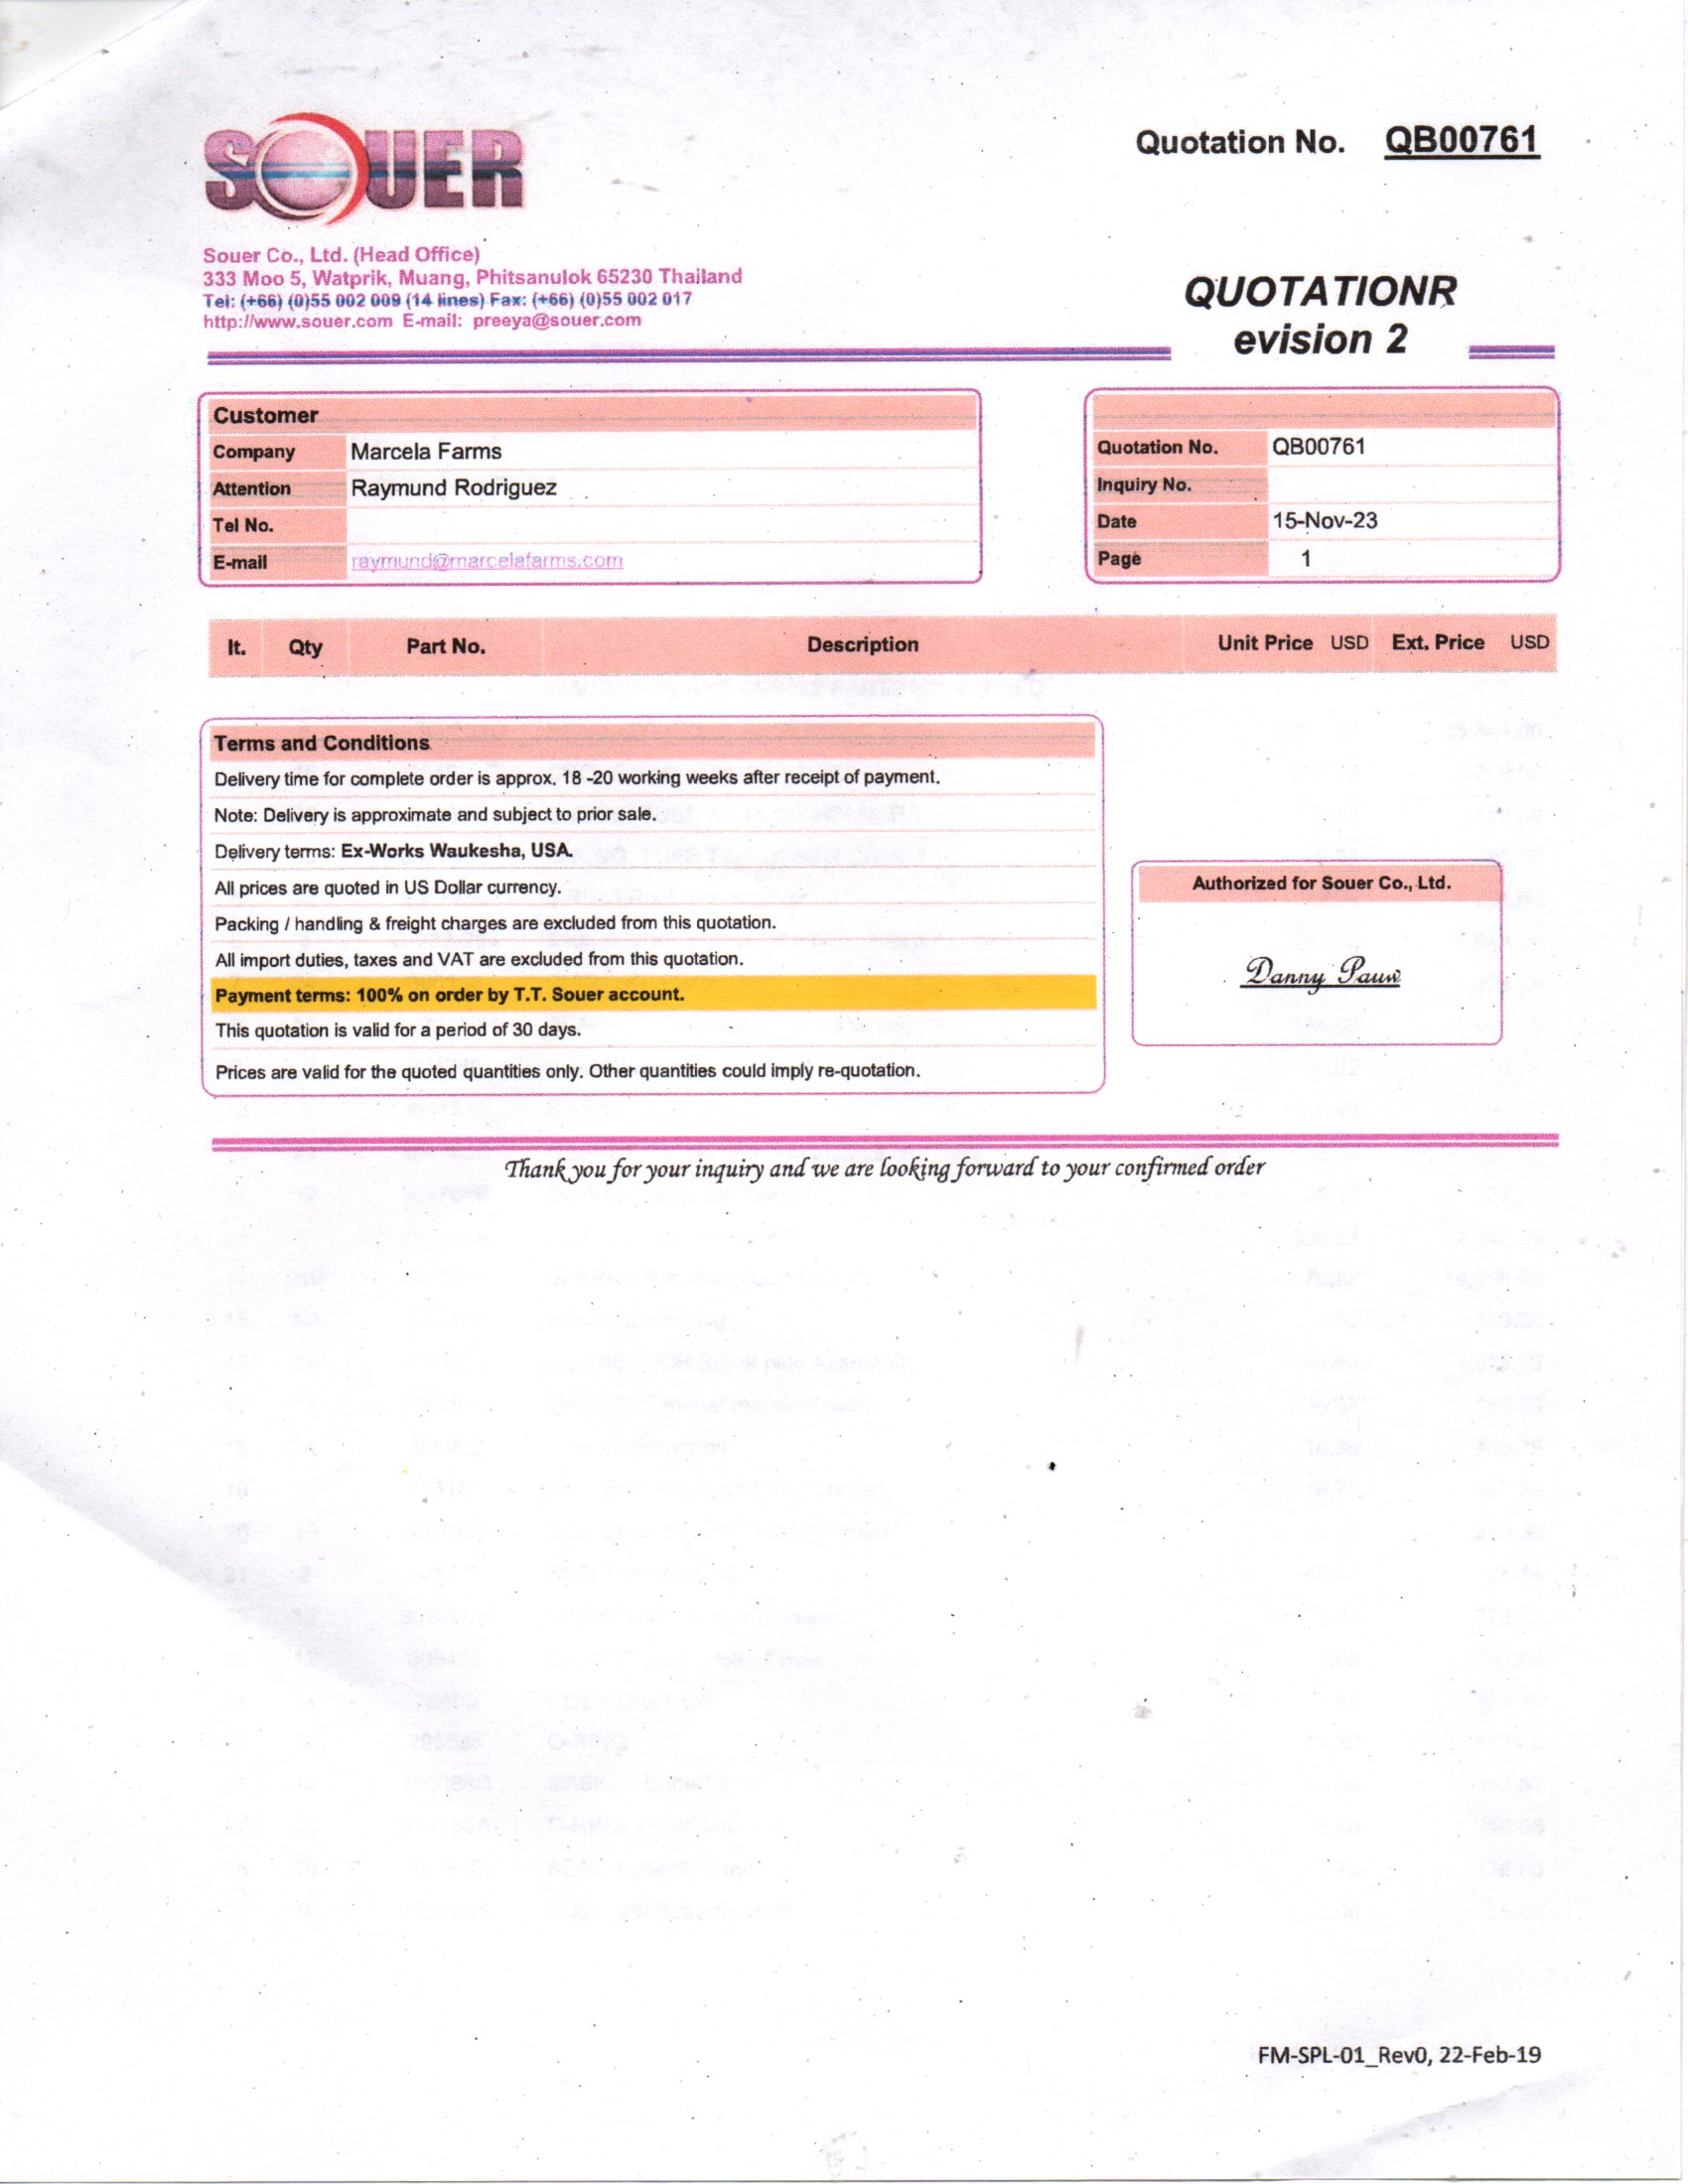 SOUER
Quotation No. QB00761
Souer Co., Ltd. (Head Office)
333 Moo 5, Watprik, Muang, Phitsanulok 65230 Thailand
Tel: (+66) (0)55 002 009 (14 lines) Fax: (+66) (0)55 002 017
http://www.souer.com E-mail: preeya@souer.com
QUOTATIONR
evision 2
Customer
Company Marcela Farms
Attention Raymund Rodriguez
Tel No.
E-mail raymund@marcelafarms.com
Quotation No. QB00761
Inquiry No.
Date 15-Nov-23
Page 1
It. Qty Part No. Description Unit Price USD Ext. Price USD
Terms and Conditions
Delivery time for complete order is approx. 18 -20 working weeks after receipt of payment.
Note: Delivery is approximate and subject to prior sale.
Delivery terms: Ex-Works Waukesha, USA.
All prices are quoted in US Dollar currency.
Packing / handling & freight charges are excluded from this quotation.
All import duties, taxes and VAT are excluded from this quotation.
Payment terms: 100% on order by T.T. Souer account.
This quotation is valid for a period of 30 days.
Prices are valid for the quoted quantities only. Other quantities could imply re-quotation.
Authorized for Souer Co., Ltd.
Danny Pauw
Thank you for your inquiry and we are looking forward to your confirmed order
FM-SPL-01_Rev0, 22-Feb-19